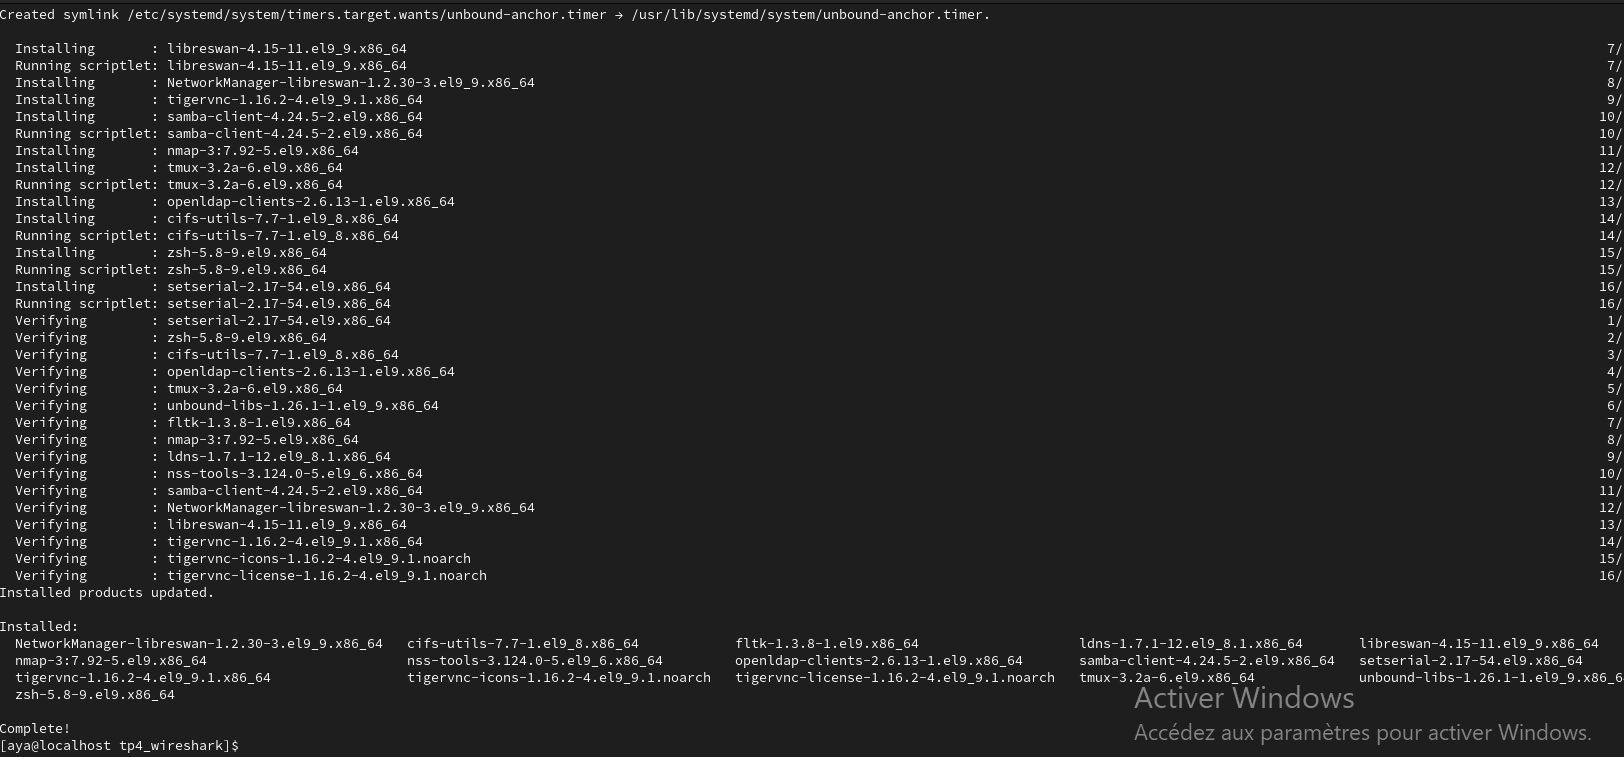 Created symlink /etc/systemd/system/timers.target.wants/unbound-anchor.timer → /usr/lib/systemd/system/unbound-anchor.timer.
Installing : libreswan-4.15-11.el9_9.x86_64 7/
Running scriptlet: libreswan-4.15-11.el9_9.x86_64 7/
Installing : NetworkManager-libreswan-1.2.30-3.el9_9.x86_64 8/
Installing : tigervnc-1.16.2-4.el9_9.1.x86_64 9/
Installing : samba-client-4.24.5-2.el9.x86_64 10/
Running scriptlet: samba-client-4.24.5-2.el9.x86_64 10/
Installing : nmap-3:7.92-5.el9.x86_64 11/
Installing : tmux-3.2a-6.el9.x86_64 12/
Running scriptlet: tmux-3.2a-6.el9.x86_64 12/
Installing : openldap-clients-2.6.13-1.el9.x86_64 13/
Installing : cifs-utils-7.7-1.el9_8.x86_64 14/
Running scriptlet: cifs-utils-7.7-1.el9_8.x86_64 14/
Installing : zsh-5.8-9.el9.x86_64 15/
Running scriptlet: zsh-5.8-9.el9.x86_64 15/
Installing : setserial-2.17-54.el9.x86_64 16/
Running scriptlet: setserial-2.17-54.el9.x86_64 16/
Verifying : setserial-2.17-54.el9.x86_64 1/
Verifying : zsh-5.8-9.el9.x86_64 2/
Verifying : cifs-utils-7.7-1.el9_8.x86_64 3/
Verifying : openldap-clients-2.6.13-1.el9.x86_64 4/
Verifying : tmux-3.2a-6.el9.x86_64 5/
Verifying : unbound-libs-1.26.1-1.el9_9.x86_64 6/
Verifying : fltk-1.3.8-1.el9.x86_64 7/
Verifying : nmap-3:7.92-5.el9.x86_64 8/
Verifying : ldns-1.7.1-12.el9_8.1.x86_64 9/
Verifying : nss-tools-3.124.0-5.el9_6.x86_64 10/
Verifying : samba-client-4.24.5-2.el9.x86_64 11/
Verifying : NetworkManager-libreswan-1.2.30-3.el9_9.x86_64 12/
Verifying : libreswan-4.15-11.el9_9.x86_64 13/
Verifying : tigervnc-1.16.2-4.el9_9.1.x86_64 14/
Verifying : tigervnc-icons-1.16.2-4.el9_9.1.noarch 15/
Verifying : tigervnc-license-1.16.2-4.el9_9.1.noarch 16/
Installed products updated.
Installed:
NetworkManager-libreswan-1.2.30-3.el9_9.x86_64 cifs-utils-7.7-1.el9_8.x86_64 fltk-1.3.8-1.el9.x86_64 ldns-1.7.1-12.el9_8.1.x86_64 libreswan-4.15-11.el9_9.x86_64
nmap-3:7.92-5.el9.x86_64 nss-tools-3.124.0-5.el9_6.x86_64 openldap-clients-2.6.13-1.el9.x86_64 samba-client-4.24.5-2.el9.x86_64 setserial-2.17-54.el9.x86_64
tigervnc-1.16.2-4.el9_9.1.x86_64 tigervnc-icons-1.16.2-4.el9_9.1.noarch tigervnc-license-1.16.2-4.el9_9.1.noarch tmux-3.2a-6.el9.x86_64 unbound-libs-1.26.1-1.el9_9.x86_6
zsh-5.8-9.el9.x86_64
Activer Windows
Complete!
Accédez aux paramètres pour activer Windows.
[aya@localhost tp4_wireshark]$